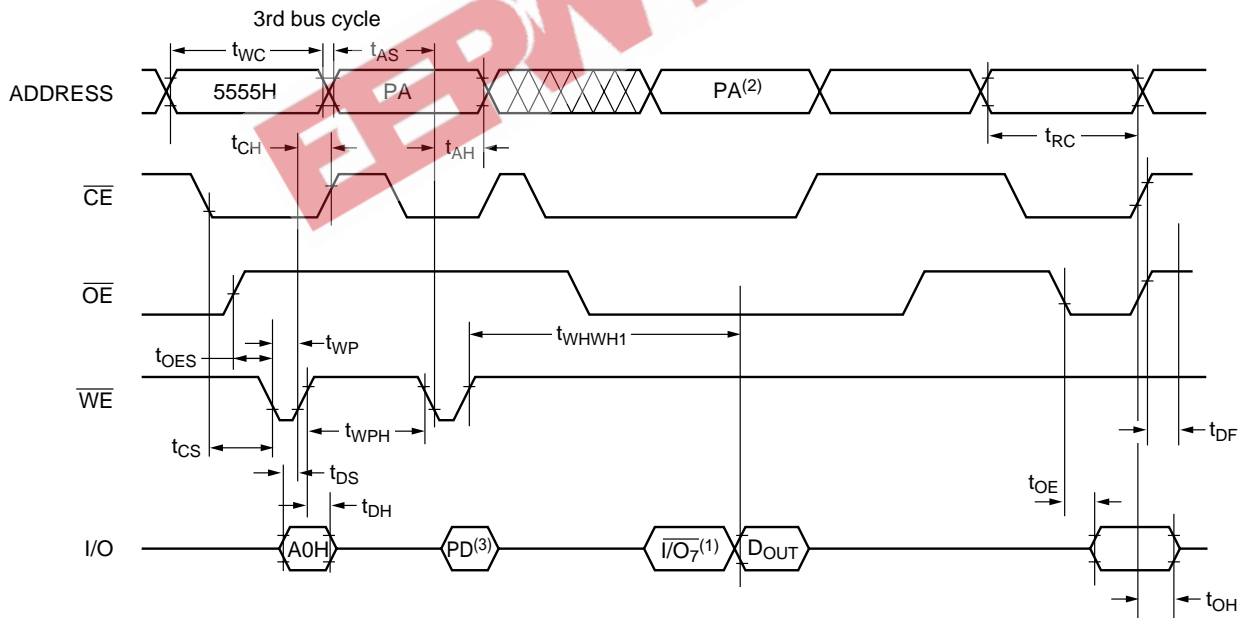 3rd bus cycle
tWC
tAS
ADDRESS
5555H
PA
PA(2)
tCH
tAH
tRC
CE
OE
tWP
tWHWH1
tOES
WE
tWPH
tCS
tDF
tDS
tOE
tDH
I/O
A0H
PD(3)
I/O7(1)
DOUT
tOH